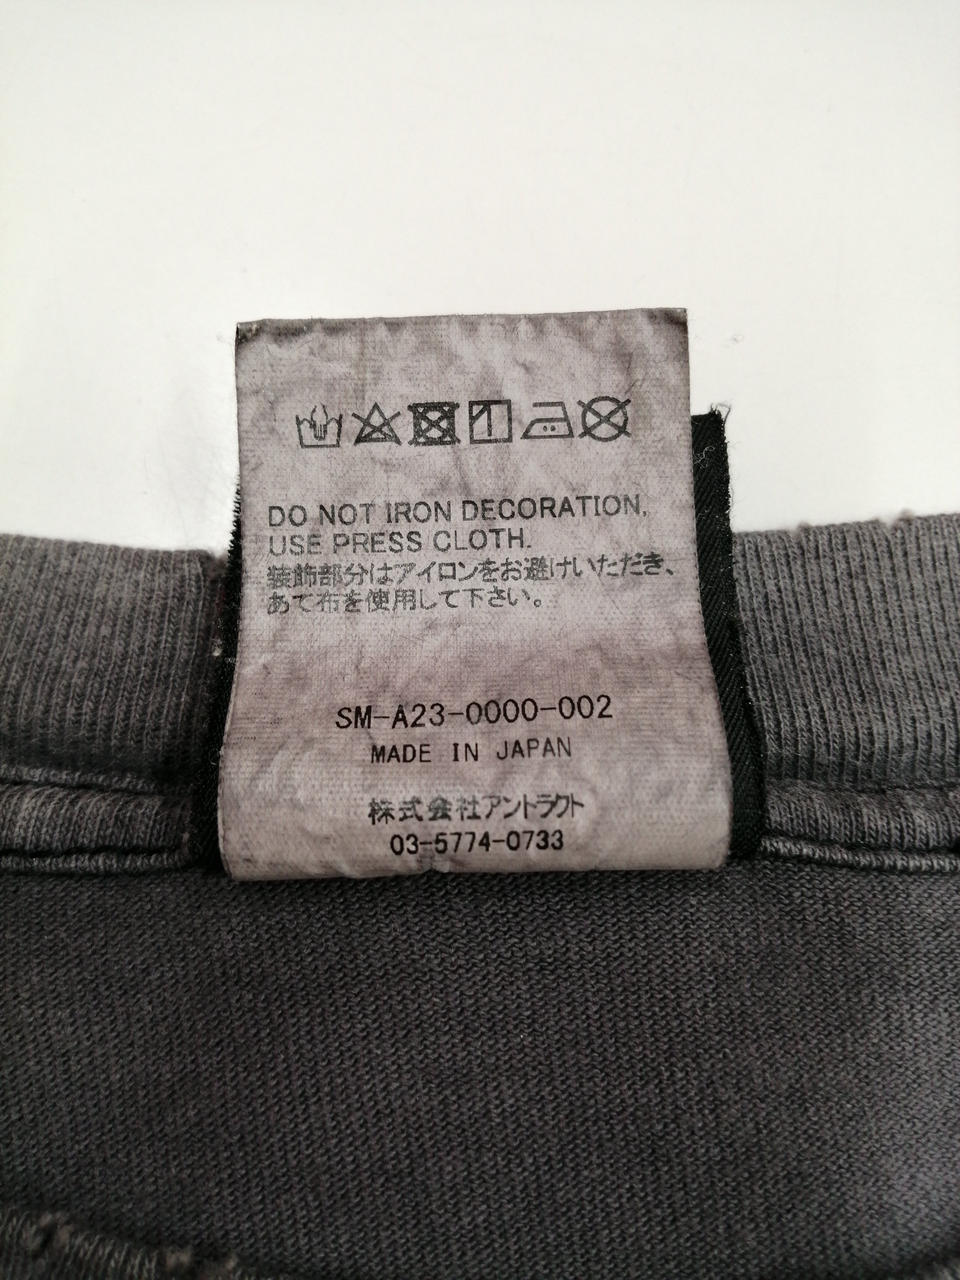 DO NOT IRON DECORATION,
USE PRESS CLOTH.
装飾部分はアイロンをお避けいただき、
あて布を使用して下さい。
SM-A23-0000-002
MADE IN JAPAN
株式会社アントラクト
03-5774-0733